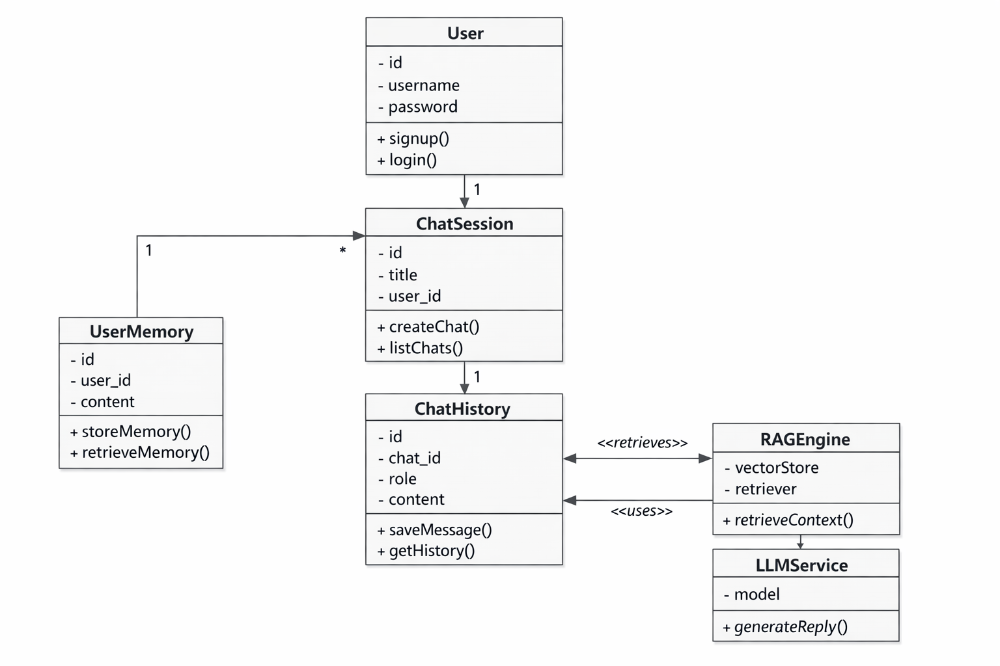 User
- id
- username
- password
+ signup()
+ login()
1
ChatSession
- id
- title
- user_id
+ createChat()
+ listChats()
1
*
UserMemory
- id
- user_id
- content
+ storeMemory()
+ retrieveMemory()
1
ChatHistory
- id
- chat_id
- role
- content
+ saveMessage()
+ getHistory()
<<retrieves>>
<<uses>>
RAGEngine
- vectorStore
- retriever
+ retrieveContext()
LLMService
- model
+ generateReply()